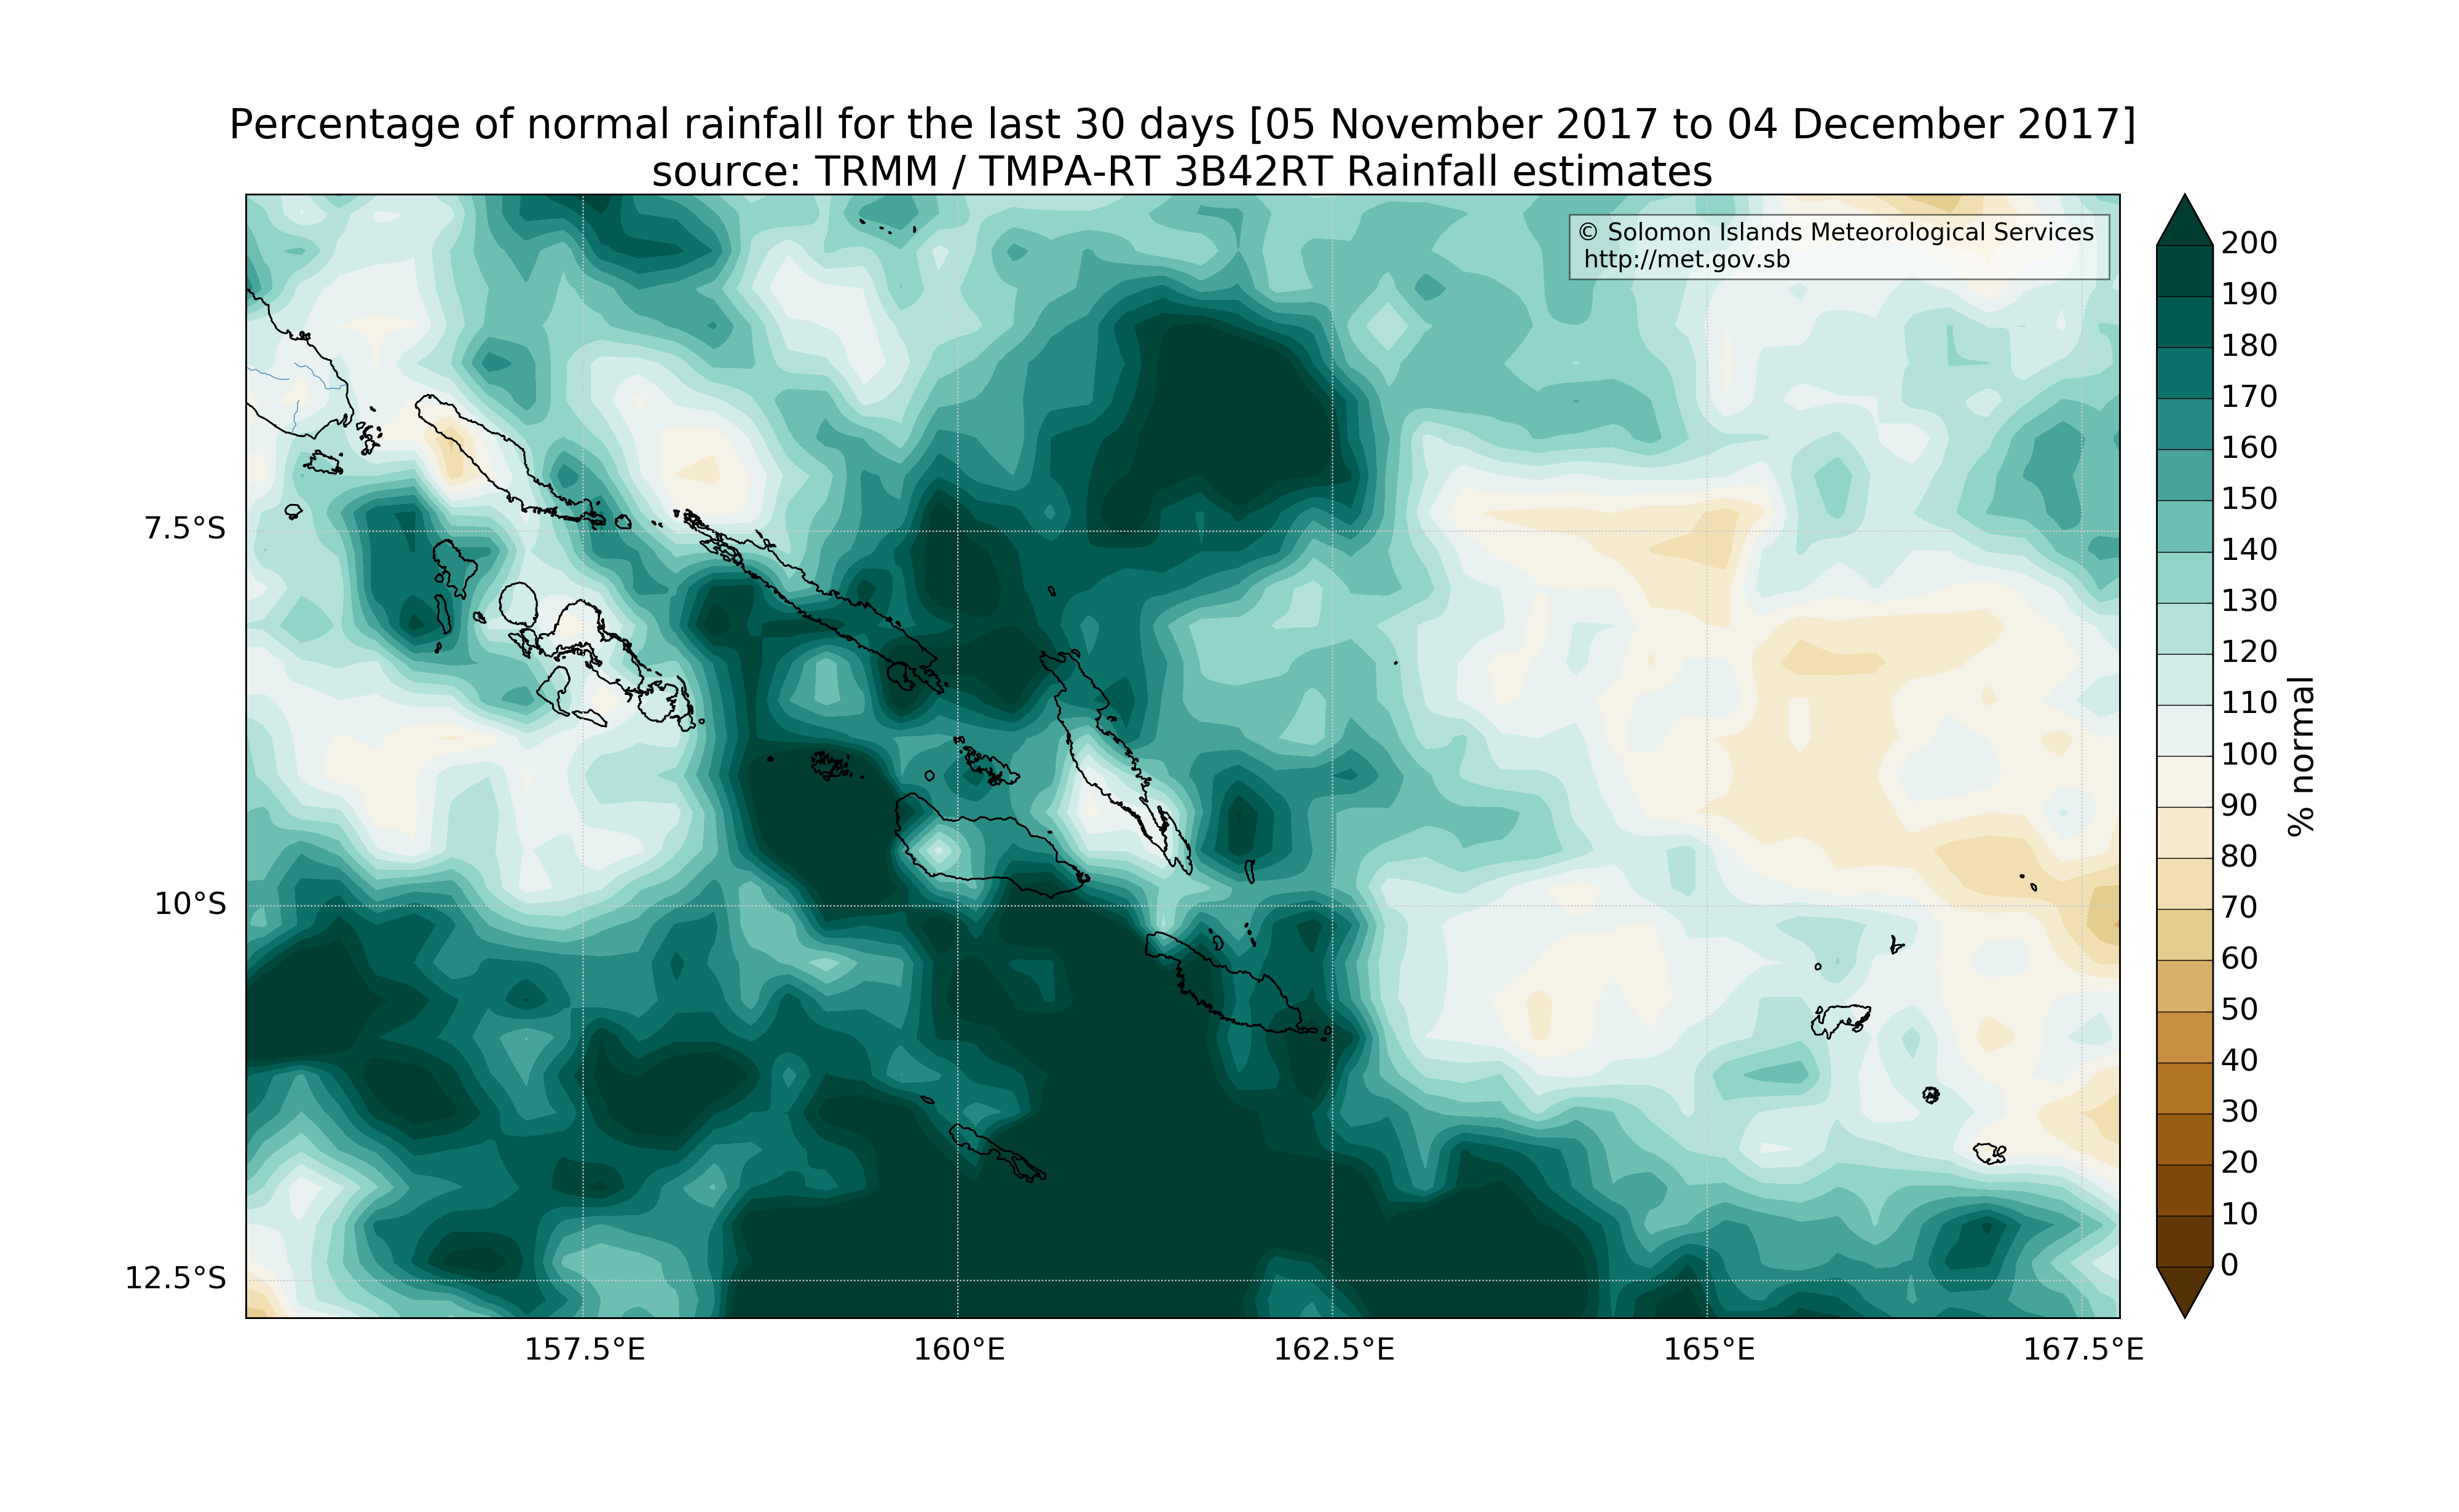 Percentage of normal rainfall for the last 30 days [05 November 2017 to 04 December 2017]
source: TRMM / TMPA-RT 3B42RT Rainfall estimates
© Solomon Islands Meteorological Services
http://met.gov.sb
7.5°S
10°S
12.5°S
157.5°E
160°E
162.5°E
165°E
167.5°E
200
190
180
170
160
150
140
130
120
110
100
90
80
70
60
50
40
30
20
10
0
% normal